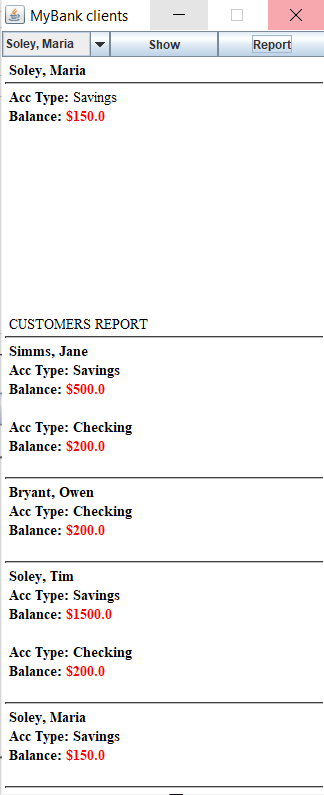 MyBank clients
Soley, Maria Show Report
Soley, Maria
Acc Type: Savings
Balance: $150.0
CUSTOMERS REPORT
Simms, Jane
Acc Type: Savings
Balance: $500.0
Acc Type: Checking
Balance: $200.0
Bryant, Owen
Acc Type: Checking
Balance: $200.0
Soley, Tim
Acc Type: Savings
Balance: $1500.0
Acc Type: Checking
Balance: $200.0
Soley, Maria
Acc Type: Savings
Balance: $150.0